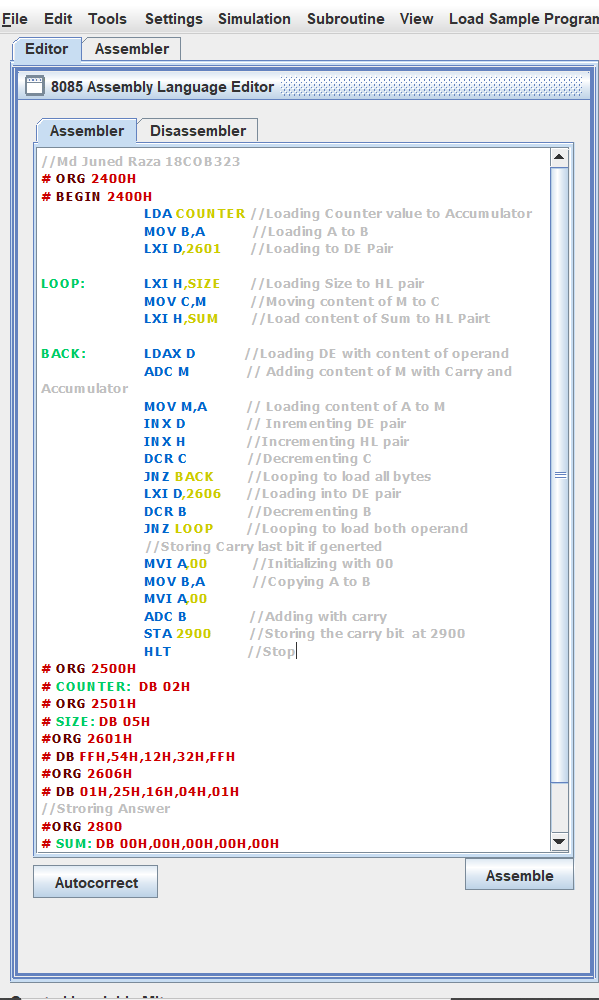 File Edit Tools Settings Simulation Subroutine View Load Sample Program
Editor Assembler
8085 Assembly Language Editor
Assembler Disassembler
//Md Juned Raza 18COB323
# ORG 2400H
# BEGIN 2400H
LDA COUNTER //Loading Counter value to Accumulator
MOV B,A //Loading A to B
LXI D,2601 //Loading to DE Pair
LOOP: LXI H,SIZE //Loading Size to HL pair
MOV C,M //Moving content of M to C
LXI H,SUM //Load content of Sum to HL Pairt
BACK: LDAX D //Loading DE with content of operand
ADC M // Adding content of M with Carry and
Accumulator
MOV M,A // Loading content of A to M
INX D // Inrementing DE pair
INX H //Incrementing HL pair
DCR C //Decrementing C
JNZ BACK //Looping to load all bytes
LXI D,2606 //Loading into DE pair
DCR B //Decrementing B
JNZ LOOP //Looping to load both operand
//Storing Carry last bit if generted
MVI A,00 //Initializing with 00
MOV B,A //Copying A to B
MVI A,00
ADC B //Adding with carry
STA 2900 //Storing the carry bit at 2900
HLT //Stop
# ORG 2500H
# COUNTER: DB 02H
# ORG 2501H
# SIZE: DB 05H
#ORG 2601H
# DB FFH,54H,12H,32H,FFH
#ORG 2606H
# DB 01H,25H,16H,04H,01H
//Stroring Answer
#ORG 2800
# SUM: DB 00H,00H,00H,00H,00H
Autocorrect Assemble